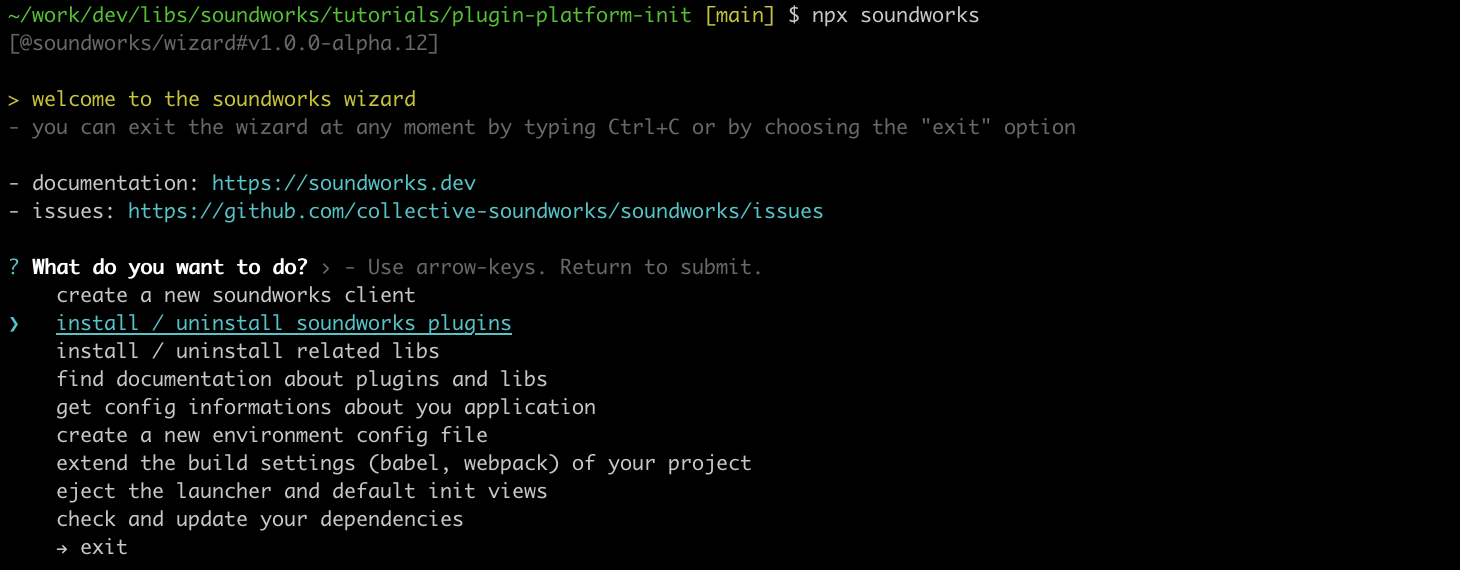 ~/work/dev/libs/soundworks/tutorials/plugin-platform-init [main] $ npx soundworks
[@soundworks/wizard#v1.0.0-alpha.12]
> welcome to the soundworks wizard
- you can exit the wizard at any moment by typing Ctrl+C or by choosing the "exit" option
- documentation: https://soundworks.dev
- issues: https://github.com/collective-soundworks/soundworks/issues
? What do you want to do? › - Use arrow-keys. Return to submit.
create a new soundworks client
❯ install / uninstall soundworks plugins
install / uninstall related libs
find documentation about plugins and libs
get config informations about you application
create a new environment config file
extend the build settings (babel, webpack) of your project
eject the launcher and default init views
check and update your dependencies
→ exit